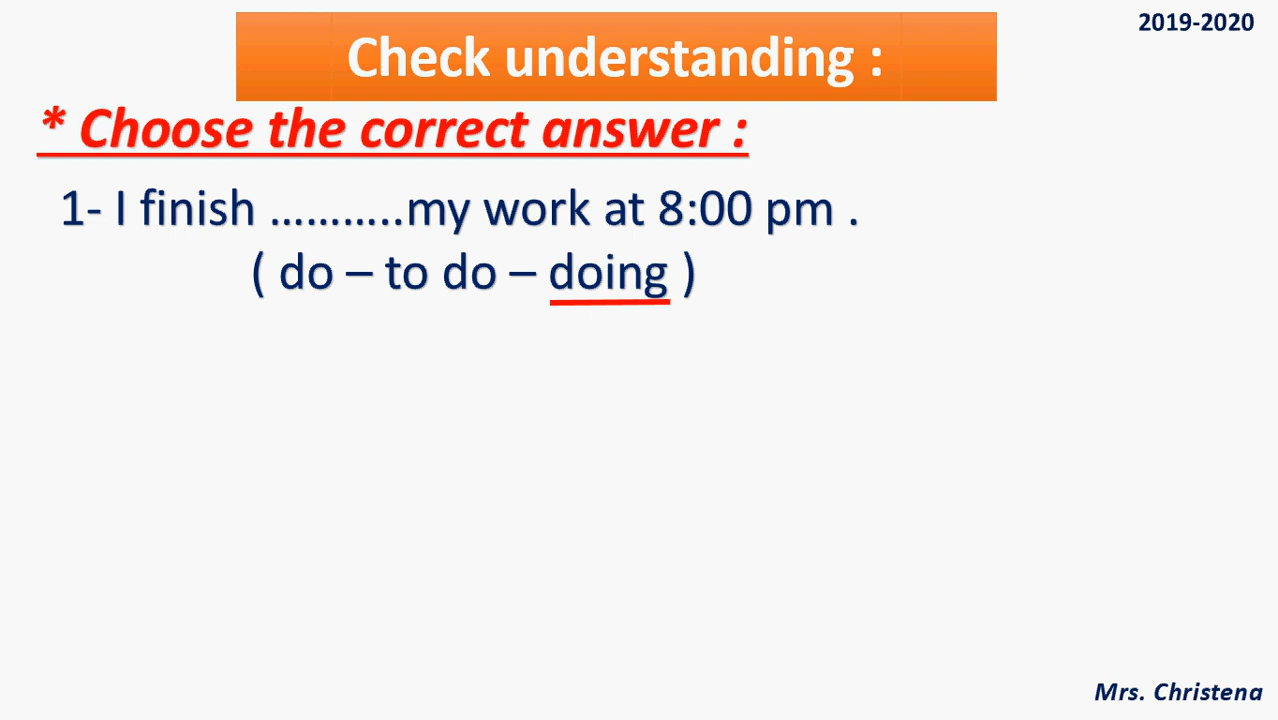 2019-2020
Check understanding :
* Choose the correct answer :
1- I finish ………..my work at 8:00 pm .
( do – to do – doing )
Mrs. Christena